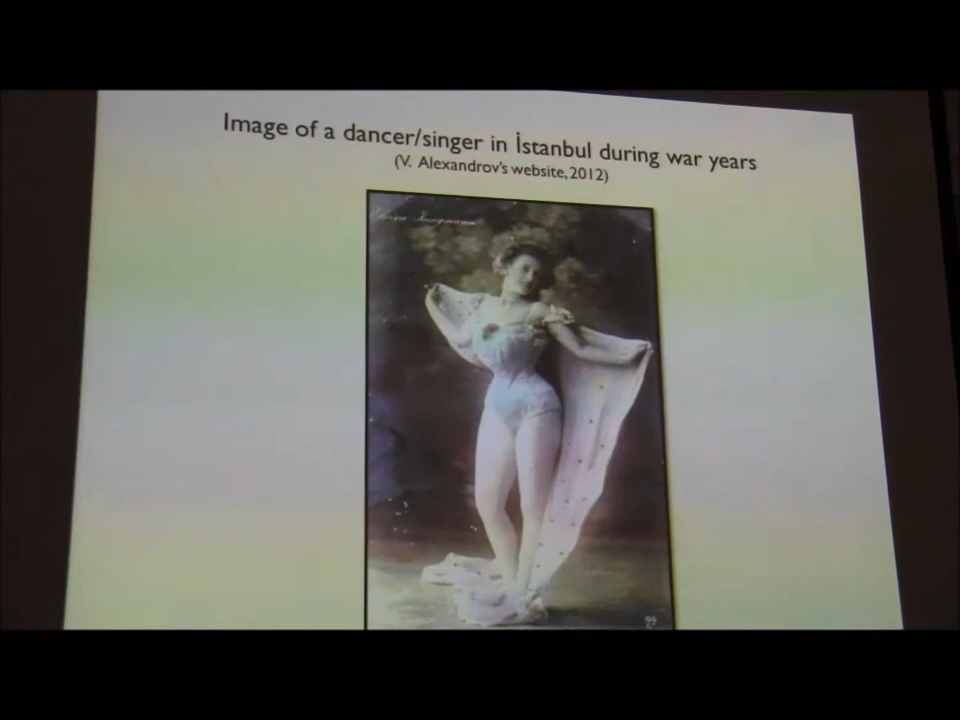 Image of a dancer/singer in İstanbul during war years
(V. Alexandrov's website, 2012)